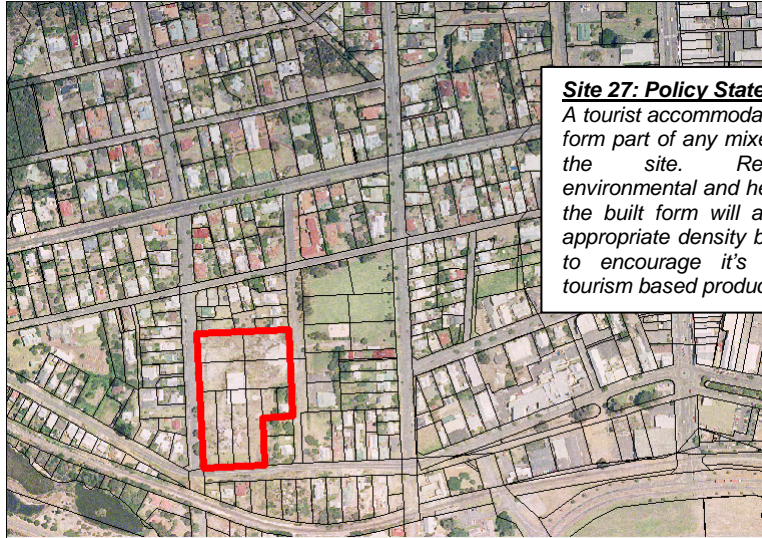 Site 27: Policy State
A tourist accommoda
form part of any mixe
the site. Re
environmental and he
the built form will a
appropriate density b
to encourage it's
tourism based produc